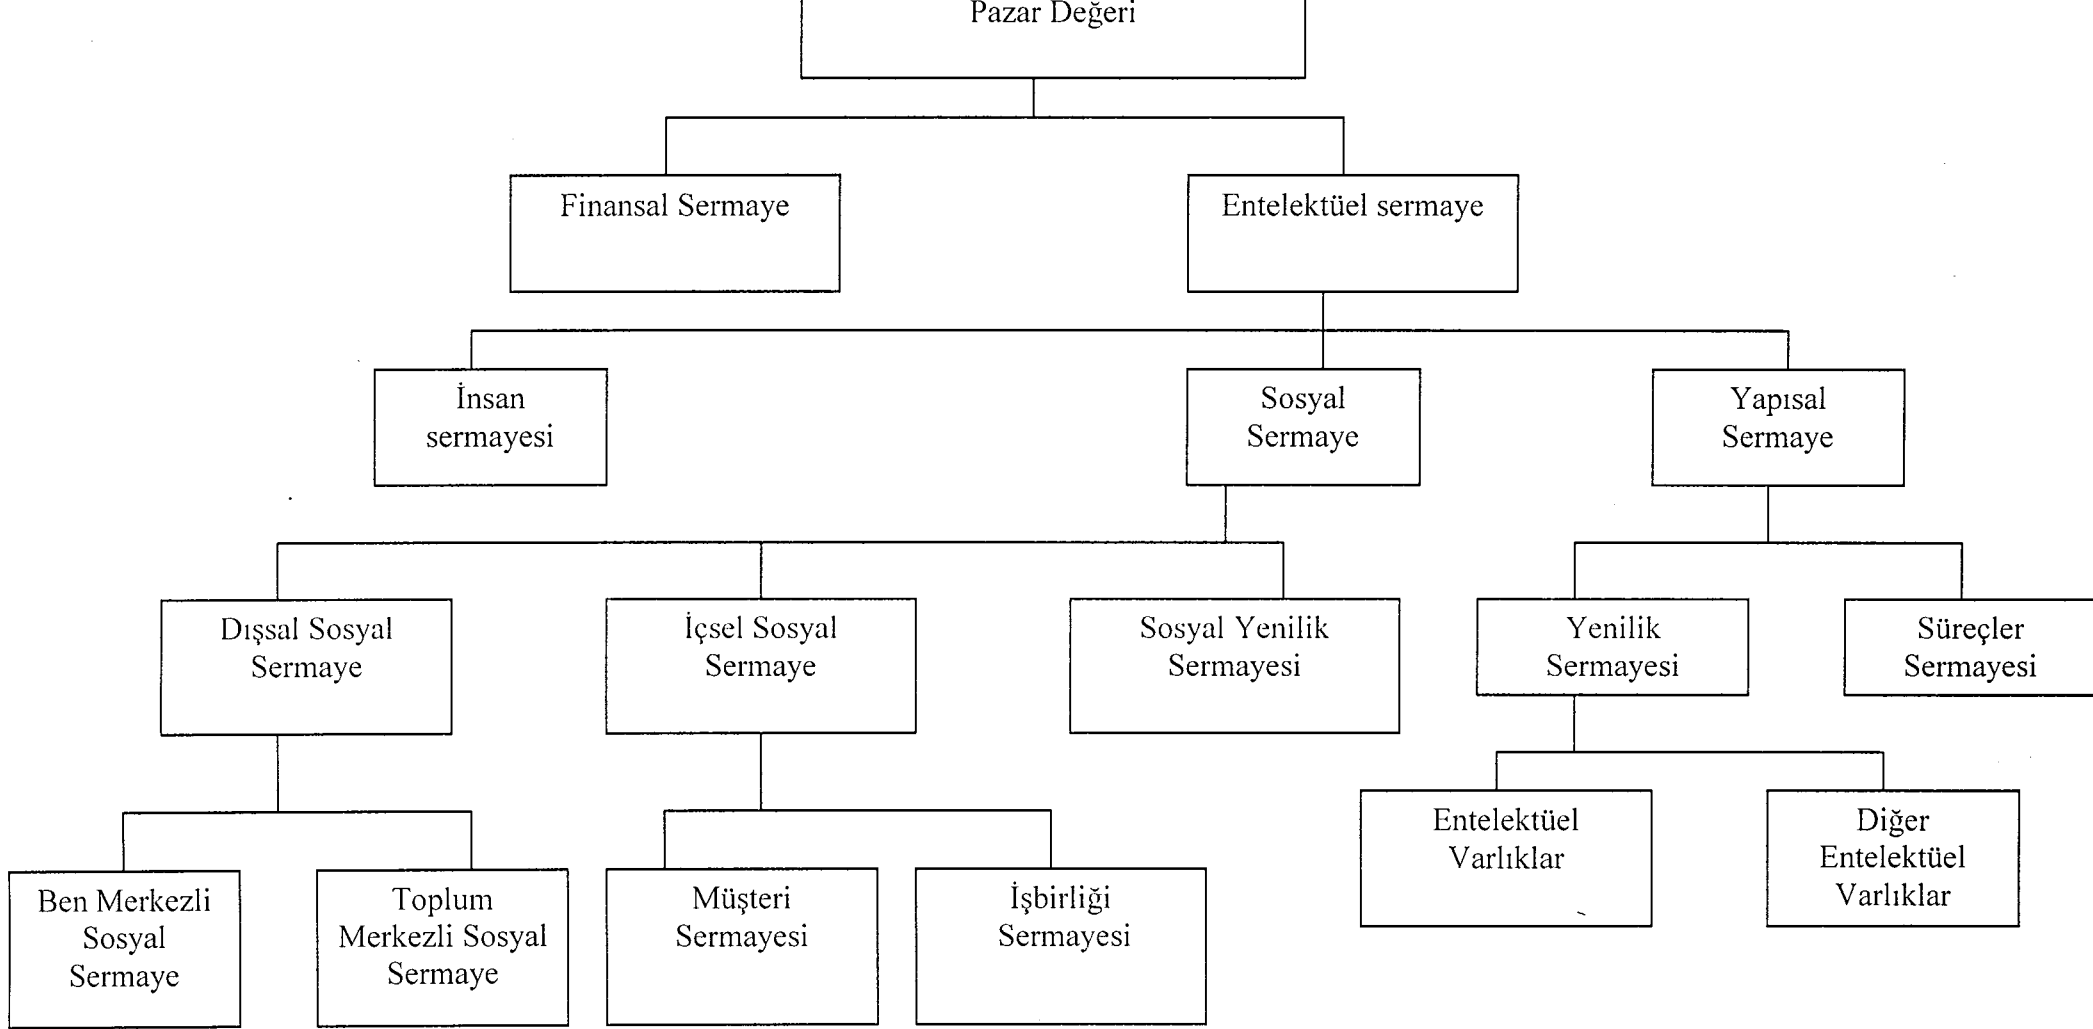 Pazar Değeri
Finansal Sermaye
Entelektüel sermaye
İnsan
sermayesi
Sosyal
Sermaye
Yapısal
Sermaye
Dışsal Sosyal
Sermaye
İçsel Sosyal
Sermaye
Sosyal Yenilik
Sermayesi
Yenilik
Sermayesi
Süreçler
Sermayesi
Entelektüel
Varlıklar
Diğer
Entelektüel
Varlıklar
Ben Merkezli
Sosyal
Sermaye
Toplum
Merkezli Sosyal
Sermaye
Müşteri
Sermayesi
İşbirliği
Sermayesi